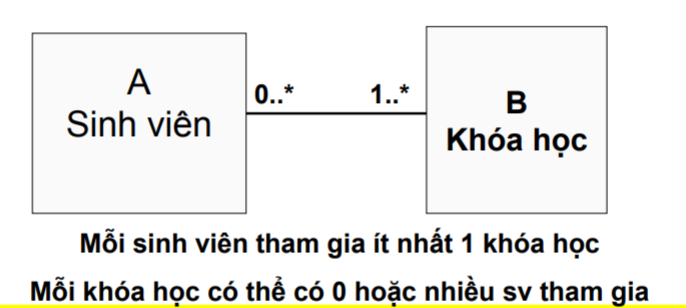 A
Sinh viên
0..*
1..*
B
Khóa học
Mỗi sinh viên tham gia ít nhất 1 khóa học
Mỗi khóa học có thể có 0 hoặc nhiều sv tham gia